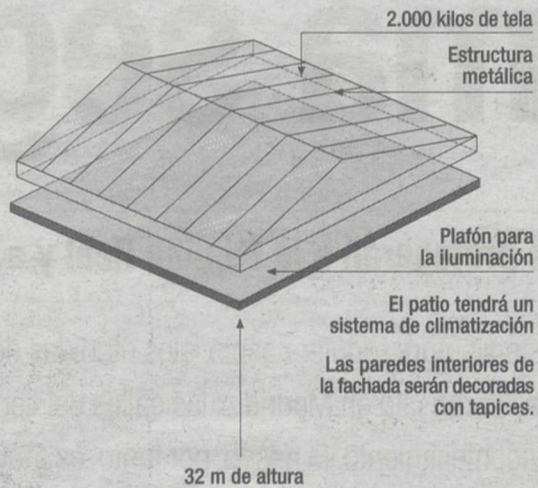 2.000 kilos de tela
Estructura
metálica
Plafón para
la iluminación
El patio tendrá un
sistema de climatización
Las paredes interiores de
la fachada serán decoradas
con tapices.
32 m de altura